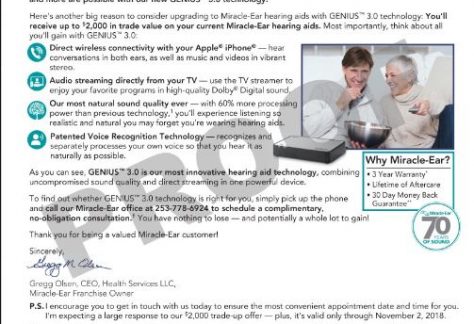 and more are possible with our new GENIUS™ 3.0 technology.
Here's another big reason to consider upgrading to Miracle-Ear hearing aids with GENIUS™ 3.0 technology: You'll
receive up to $2,000 in trade value on your current Miracle-Ear hearing aids. Most importantly, think about all
you'll gain with GENIUS™ 3.0:
Direct wireless connectivity with your Apple® iPhone® — hear
conversations in both ears, as well as music and videos in vibrant
stereo.
Audio streaming directly from your TV — use the TV streamer to
enjoy your favorite programs in high-quality Dolby® Digital sound.
Our most natural sound quality ever — with 60% more processing
power than previous technology,¹ you'll experience listening so
realistic and natural you may forget you're wearing hearing aids.
Patented Voice Recognition Technology — recognizes and
separately processes your own voice so that you hear it as
naturally as possible.
PROOF
Why Miracle-Ear?
• 3 Year Warranty
• Lifetime of Aftercare
• 30 Day Money Back
Guarantee
As you can see, GENIUS™ 3.0 is our most innovative hearing aid technology, combining
uncompromised sound quality and direct streaming in one powerful device.
Miracle-Ear
70
YEARS
OF SOUND
To find out whether GENIUS™ 3.0 technology is right for you, simply pick up the phone
and call our Miracle-Ear office at 253-778-6924 to schedule a complimentary,
no-obligation consultation. You have nothing to lose — and potentially a whole lot to gain!
Thank you for being a valued Miracle-Ear customer!
Sincerely,
Gregg M. Olsen
Gregg Olsen, CEO, Health Services LLC,
Miracle-Ear Franchise Owner
P.S. I encourage you to get in touch with us today to ensure the most convenient appointment date and time for you.
I'm expecting a large response to our $2,000 trade-up offer — plus, it's valid only through November 2, 2018.